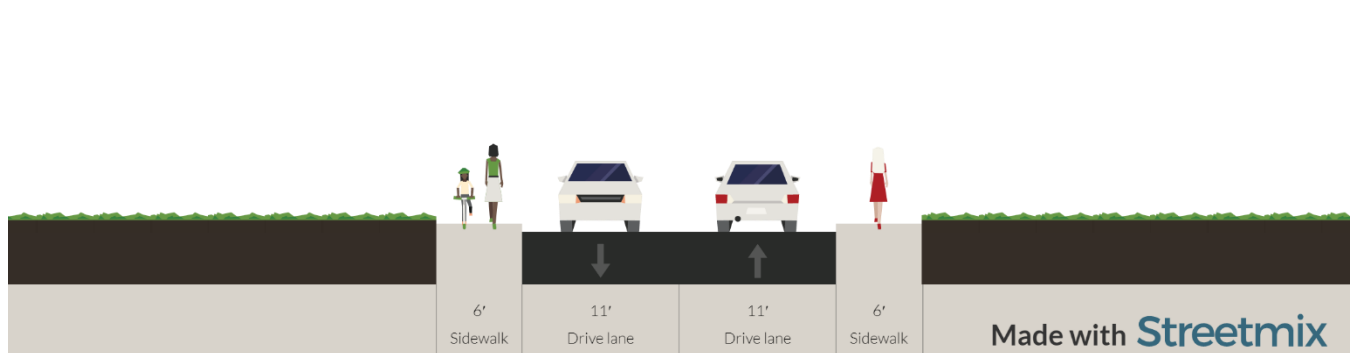 6′
Sidewalk
11′
Drive lane
11′
Drive lane
6′
Sidewalk
Made with Streetmix